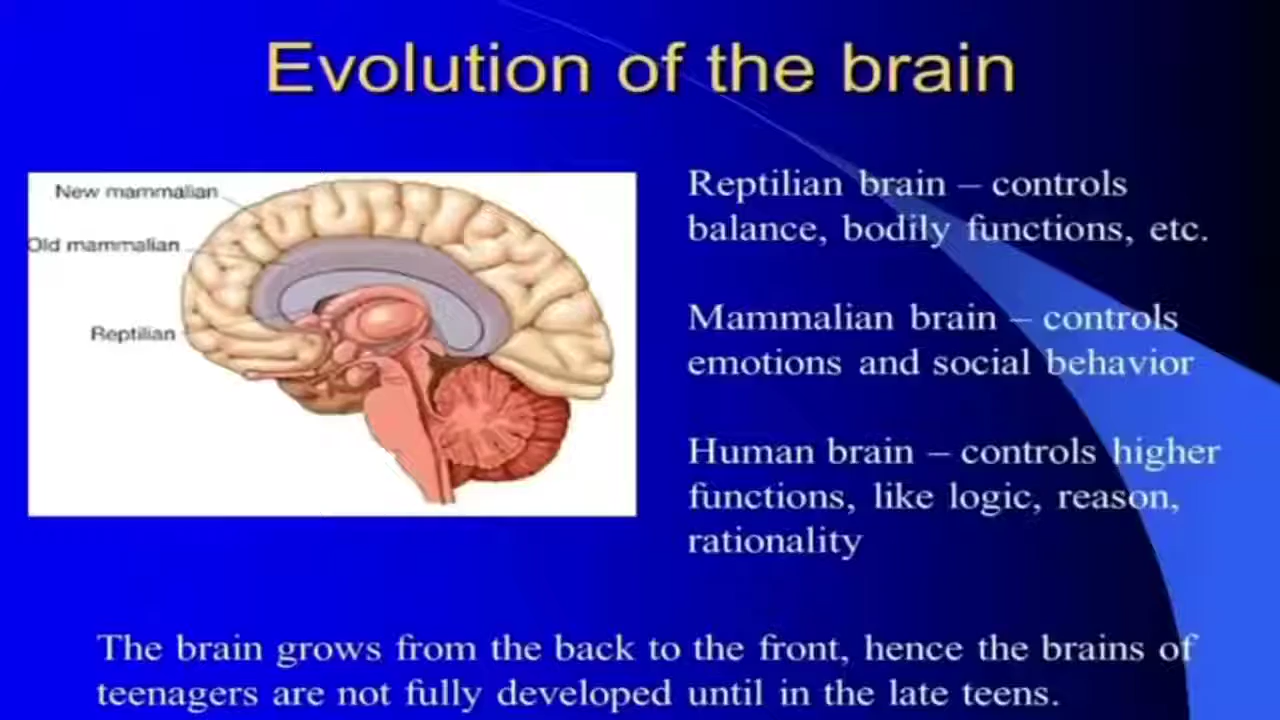 Evolution of the brain
New mammalian
Old mammalian
Reptilian
Reptilian brain – controls
balance, bodily functions, etc.
Mammalian brain – controls
emotions and social behavior
Human brain – controls higher
functions, like logic, reason,
rationality
The brain grows from the back to the front, hence the brains of
teenagers are not fully developed until in the late teens.